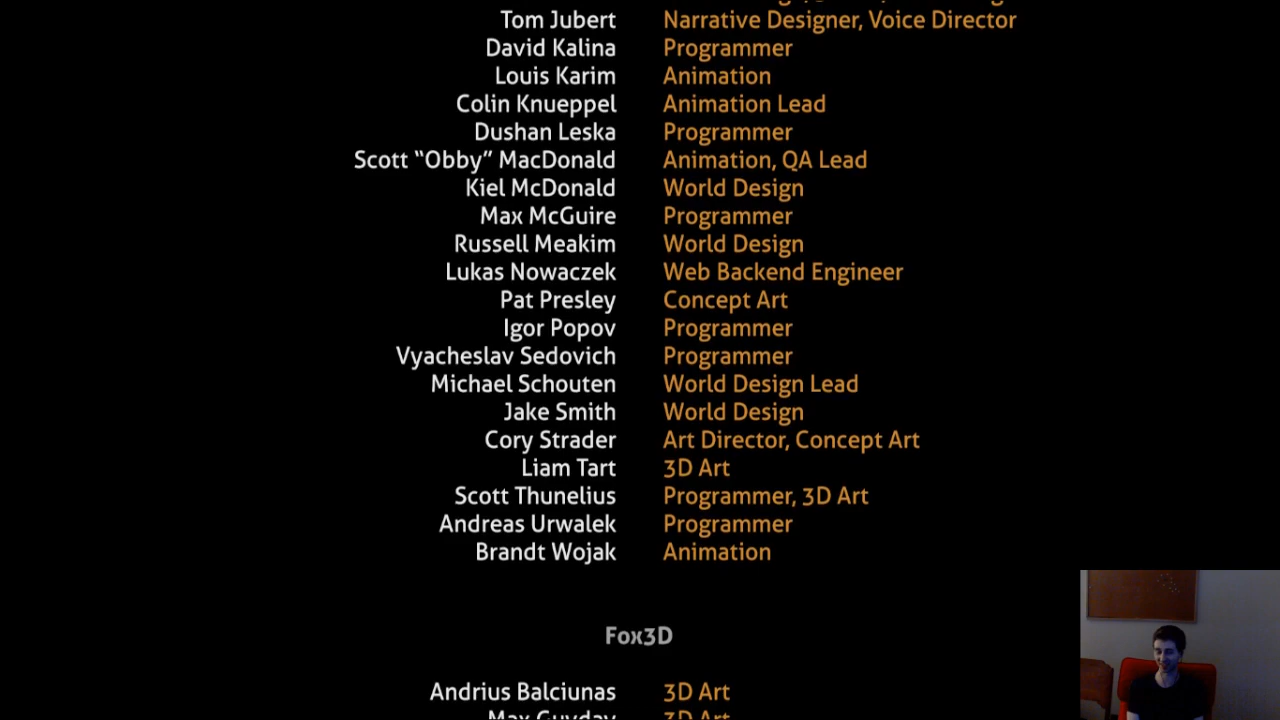 Tom Jubert Narrative Designer, Voice Director
David Kalina Programmer
Louis Karim Animation
Colin Knueppel Animation Lead
Dushan Leska Programmer
Scott “Obby” MacDonald Animation, QA Lead
Kiel McDonald World Design
Max McGuire Programmer
Russell Meakim World Design
Lukas Nowaczek Web Backend Engineer
Pat Presley Concept Art
Igor Popov Programmer
Vyacheslav Sedovich Programmer
Michael Schouten World Design Lead
Jake Smith World Design
Cory Strader Art Director, Concept Art
Liam Tart 3D Art
Scott Thunelius Programmer, 3D Art
Andreas Urwalek Programmer
Brandt Wojak Animation
Fox3D
Andrius Balciunas 3D Art
Max 3D Art